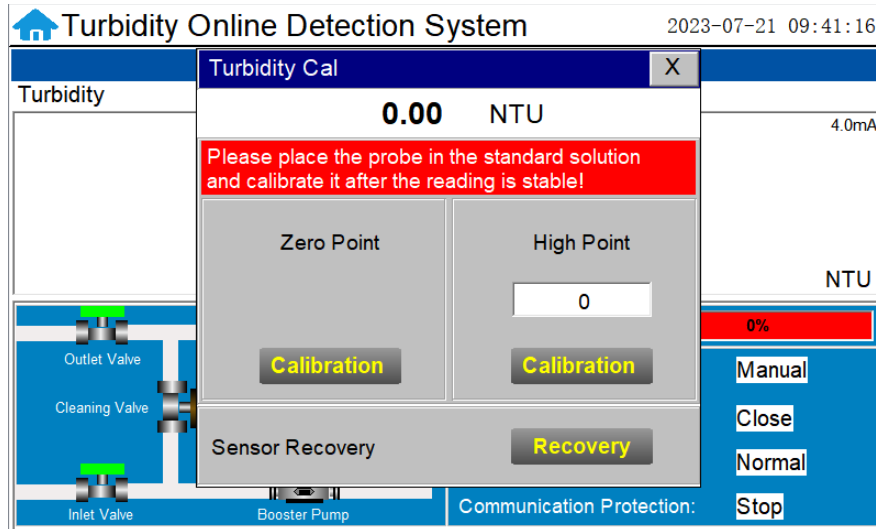 Turbidity Online Detection System
2023-07-21 09:41:16
Turbidity Cal
X
Turbidity
0.00 NTU
4.0mA
Please place the probe in the standard solution
and calibrate it after the reading is stable!
Zero Point
High Point
0
NTU
0%
Calibration
Calibration
Outlet Valve
Manual
Cleaning Valve
Close
Sensor Recovery
Recovery
Normal
Inlet Valve
Booster Pump
Communication Protection:
Stop